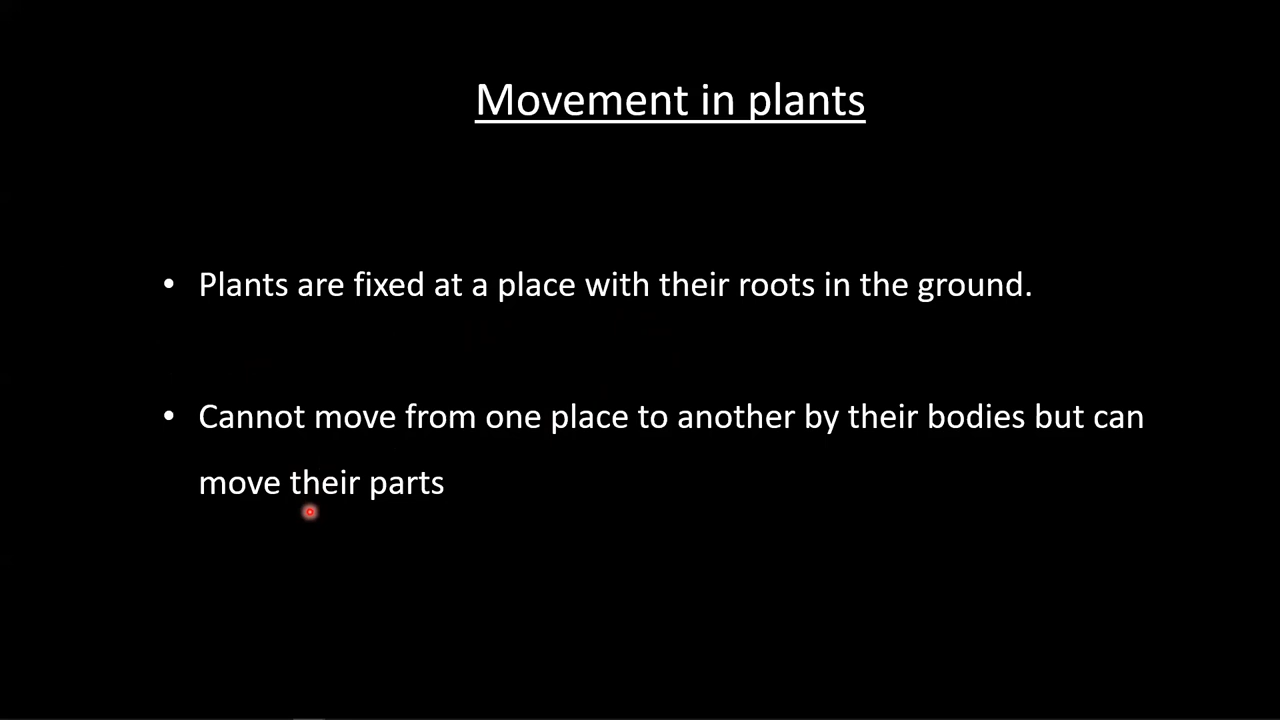 Movement in plants
• Plants are fixed at a place with their roots in the ground.
• Cannot move from one place to another by their bodies but can
move their parts